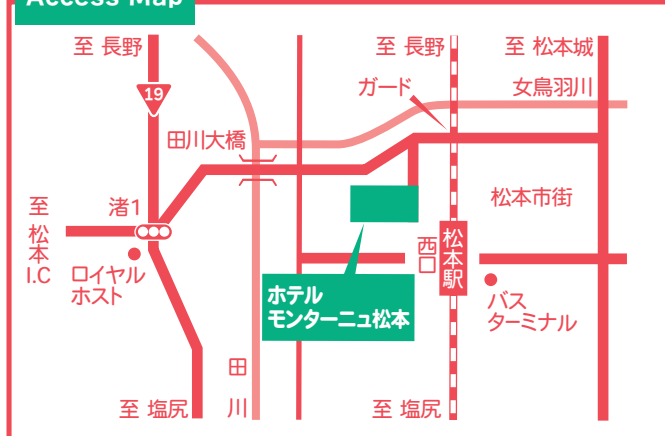 Access Map
至 長野
至 長野
至 松本城
19
ガード
女鳥羽川
田川大橋
至
松
本
I.C
渚1
松本市街
西口
松本駅
ロイヤル
ホスト
ホテル
モンターニュ松本
バス
ターミナル
田
川
至 塩尻
至 塩尻